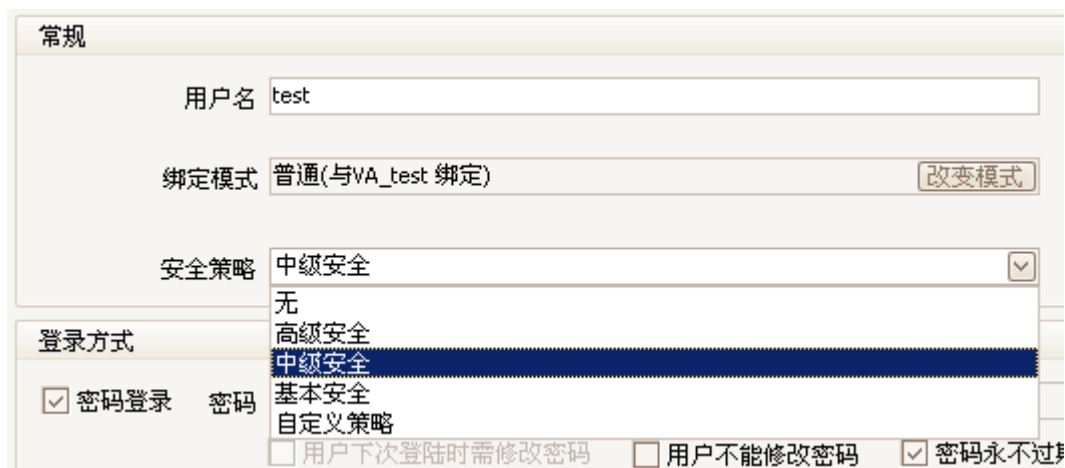 常规
用户名 test
绑定模式 普通(与VA_test 绑定) 改变模式
安全策略 中级安全
无
高级安全
登录方式
中级安全
基本安全
密码登录 密码
自定义策略
用户下次登陆时需修改密码 用户不能修改密码 密码永不过